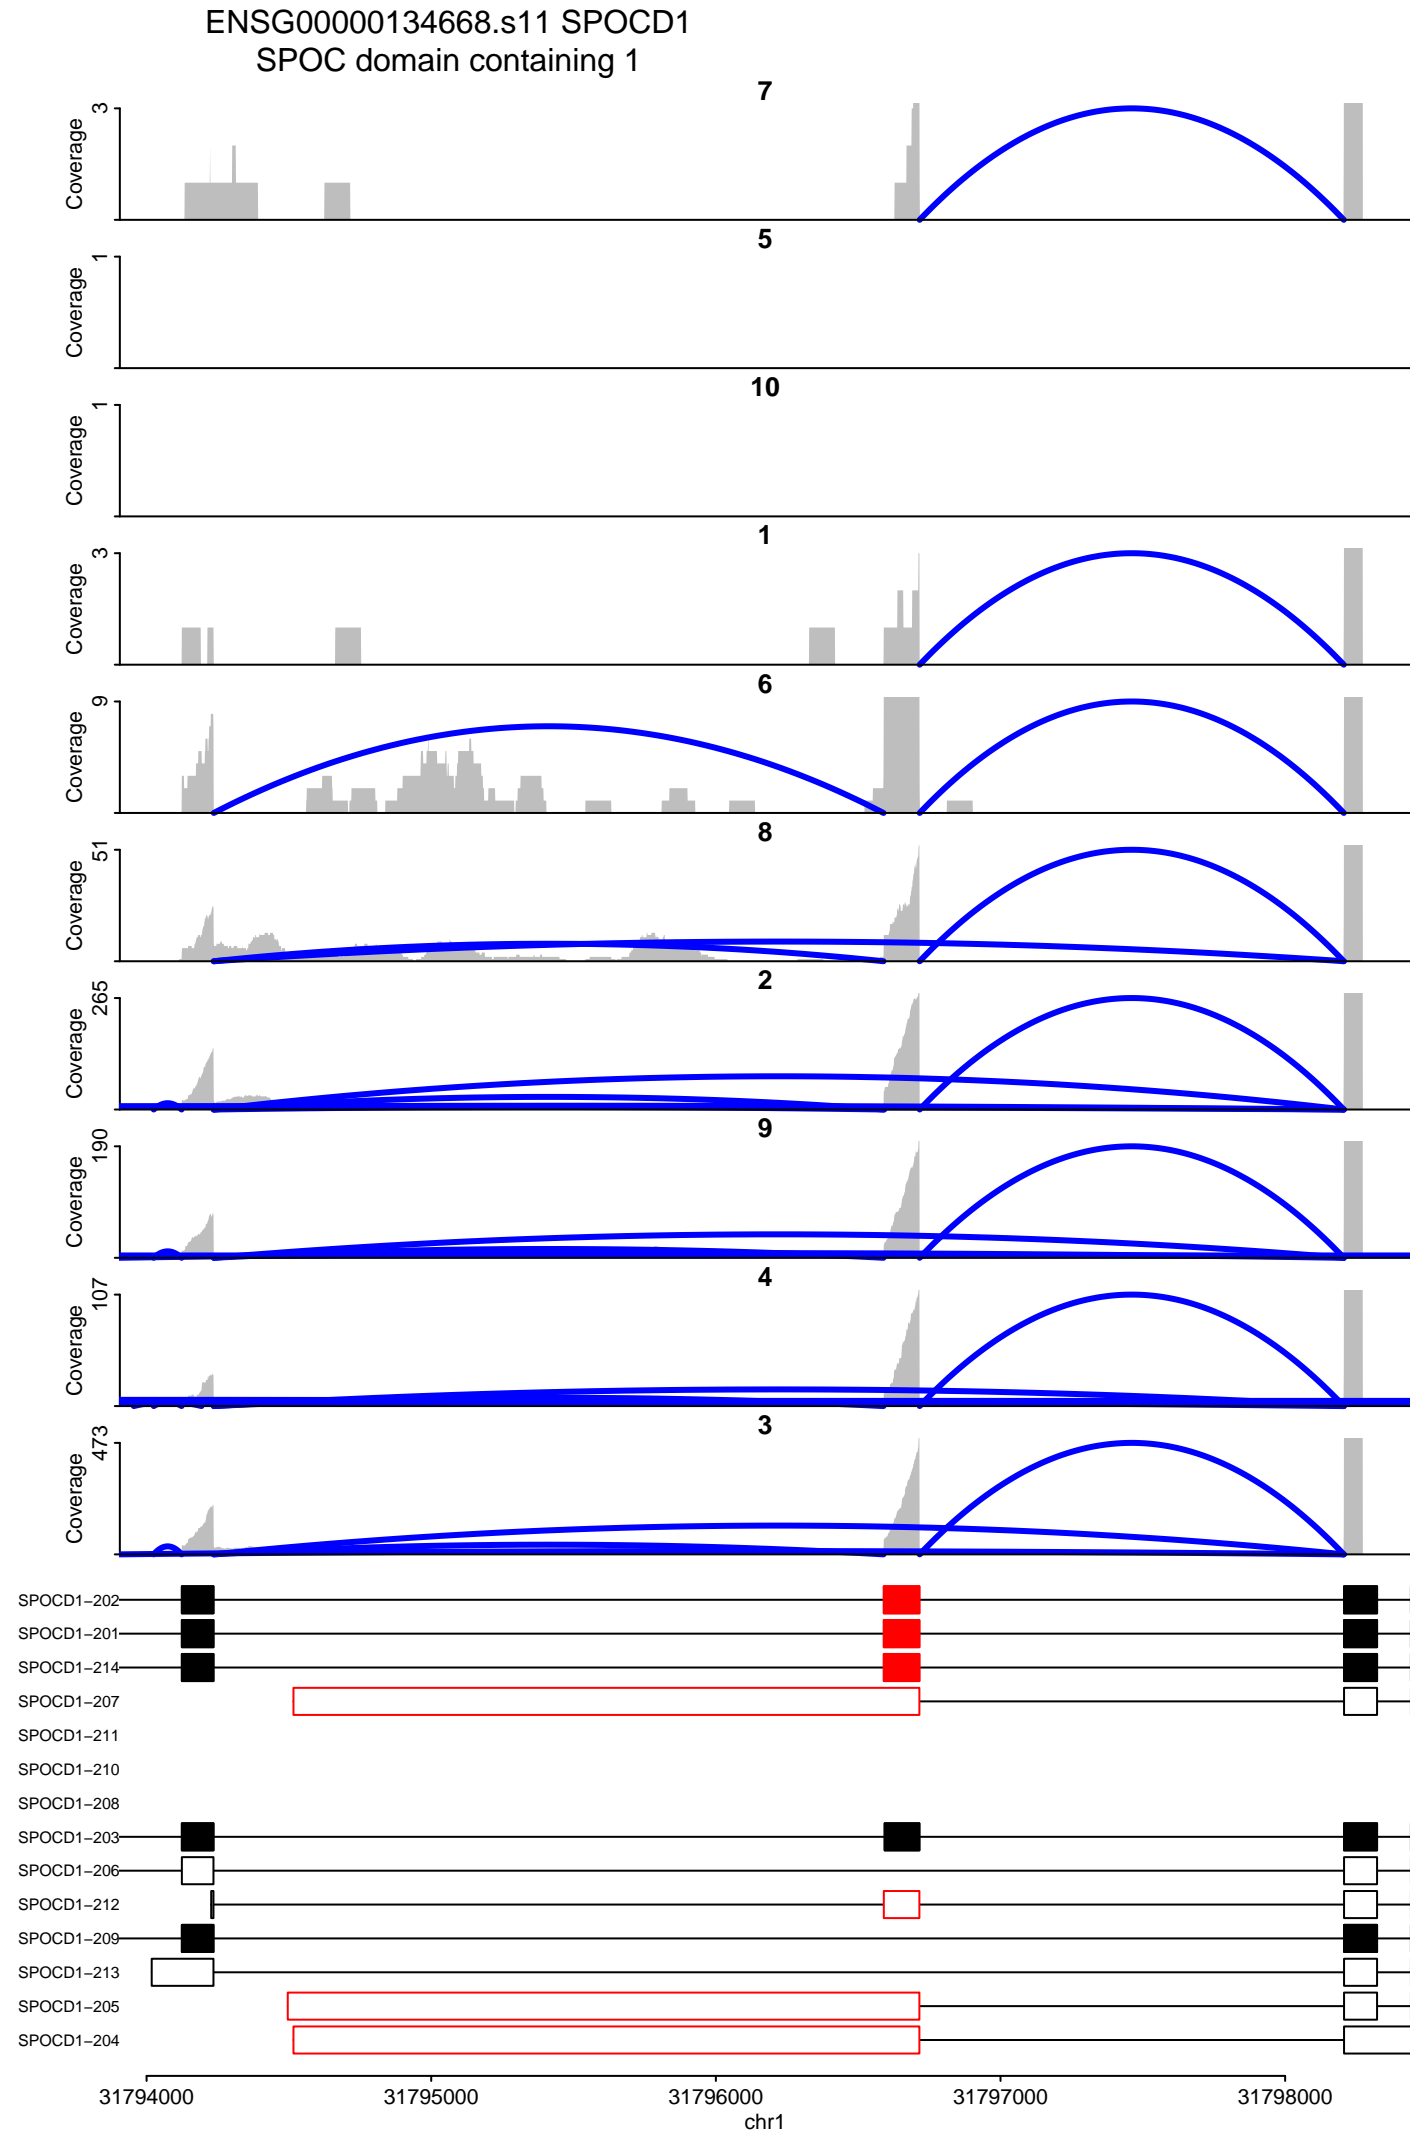 ENSG00000134668.s11 SPOCD1
SPOC domain containing 1
7
Coverage
3
5
Coverage
1
10
Coverage
1
1
Coverage
3
6
Coverage
9
8
Coverage
51
2
Coverage
265
9
Coverage
190
4
Coverage
107
3
Coverage
473
SPOCD1−202
SPOCD1−201
SPOCD1−214
SPOCD1−207
SPOCD1−211
SPOCD1−210
SPOCD1−208
SPOCD1−203
SPOCD1−206
SPOCD1−212
SPOCD1−209
SPOCD1−213
SPOCD1−205
SPOCD1−204
31794000 31795000 31796000 31797000 31798000
chr1